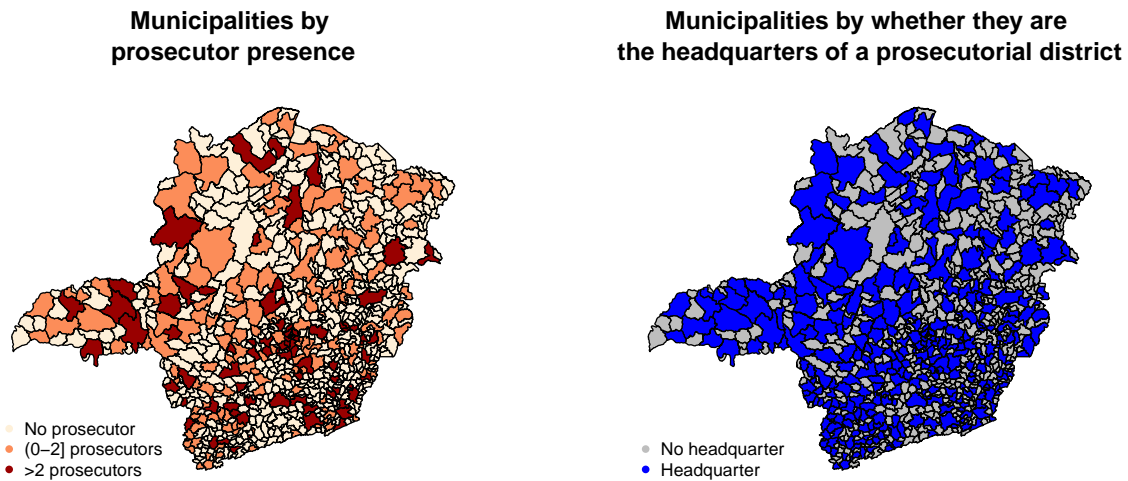 Municipalities by
prosecutor presence
No prosecutor
(0−2] prosecutors
>2 prosecutors
Municipalities by whether they are
the headquarters of a prosecutorial district
No headquarter
Headquarter